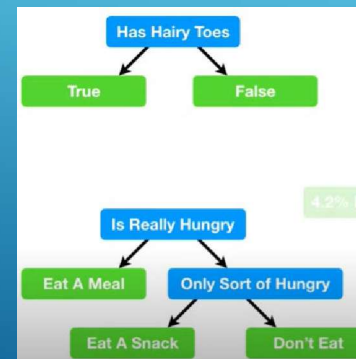 Has Hairy Toes
True
False
4.2%
Is Really Hungry
Eat A Meal
Only Sort of Hungry
Eat A Snack
Don't Eat